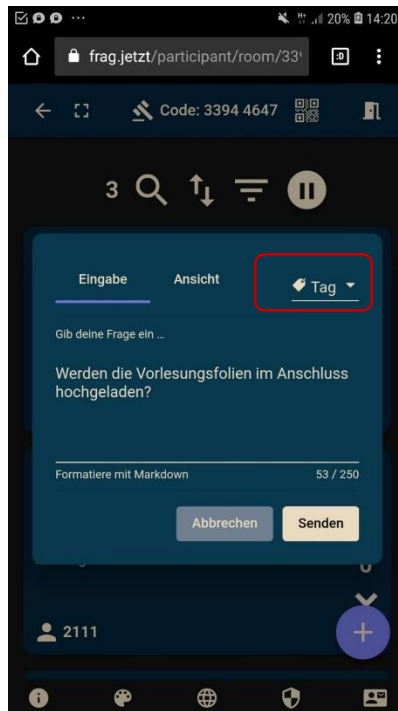 20% 14:20
frag.jetzt/participant/room/339
:D
Code: 3394 4647
3
Eingabe
Ansicht
Tag
Gib deine Frage ein ...
Werden die Vorlesungsfolien im Anschluss
hochgeladen?
Formatiere mit Markdown
53 / 250
Abbrechen
Senden
2111